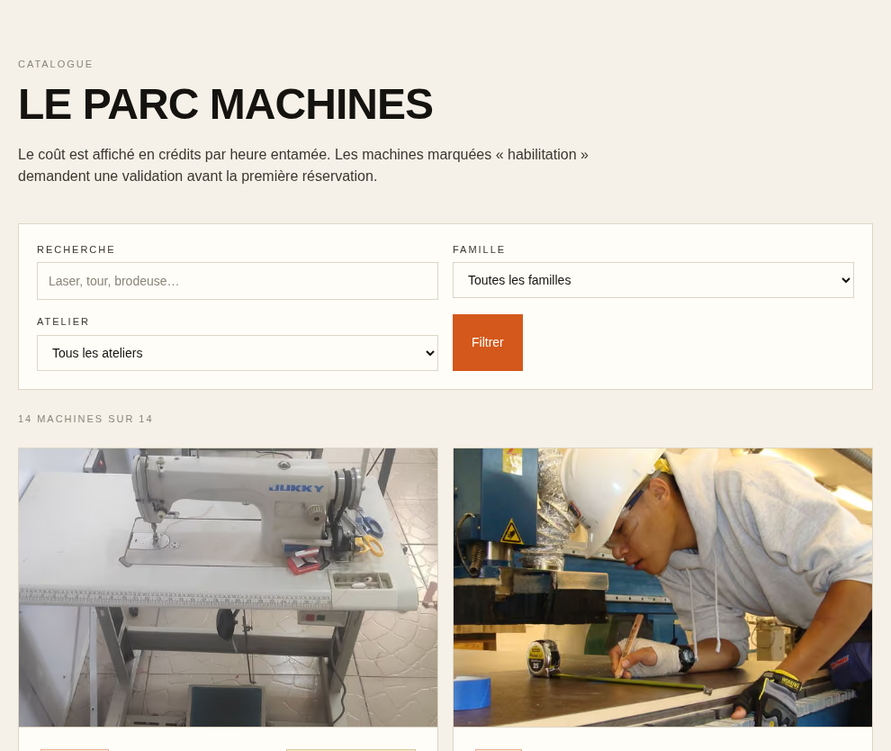 CATALOGUE
LE PARC MACHINES
Le coût est affiché en crédits par heure entamée. Les machines marquées « habilitation »
demandent une validation avant la première réservation.
RECHERCHE
Laser, tour, brodeuse…
FAMILLE
Toutes les familles
ATELIER
Tous les ateliers
Filtrer
14 MACHINES SUR 14
JUKKY